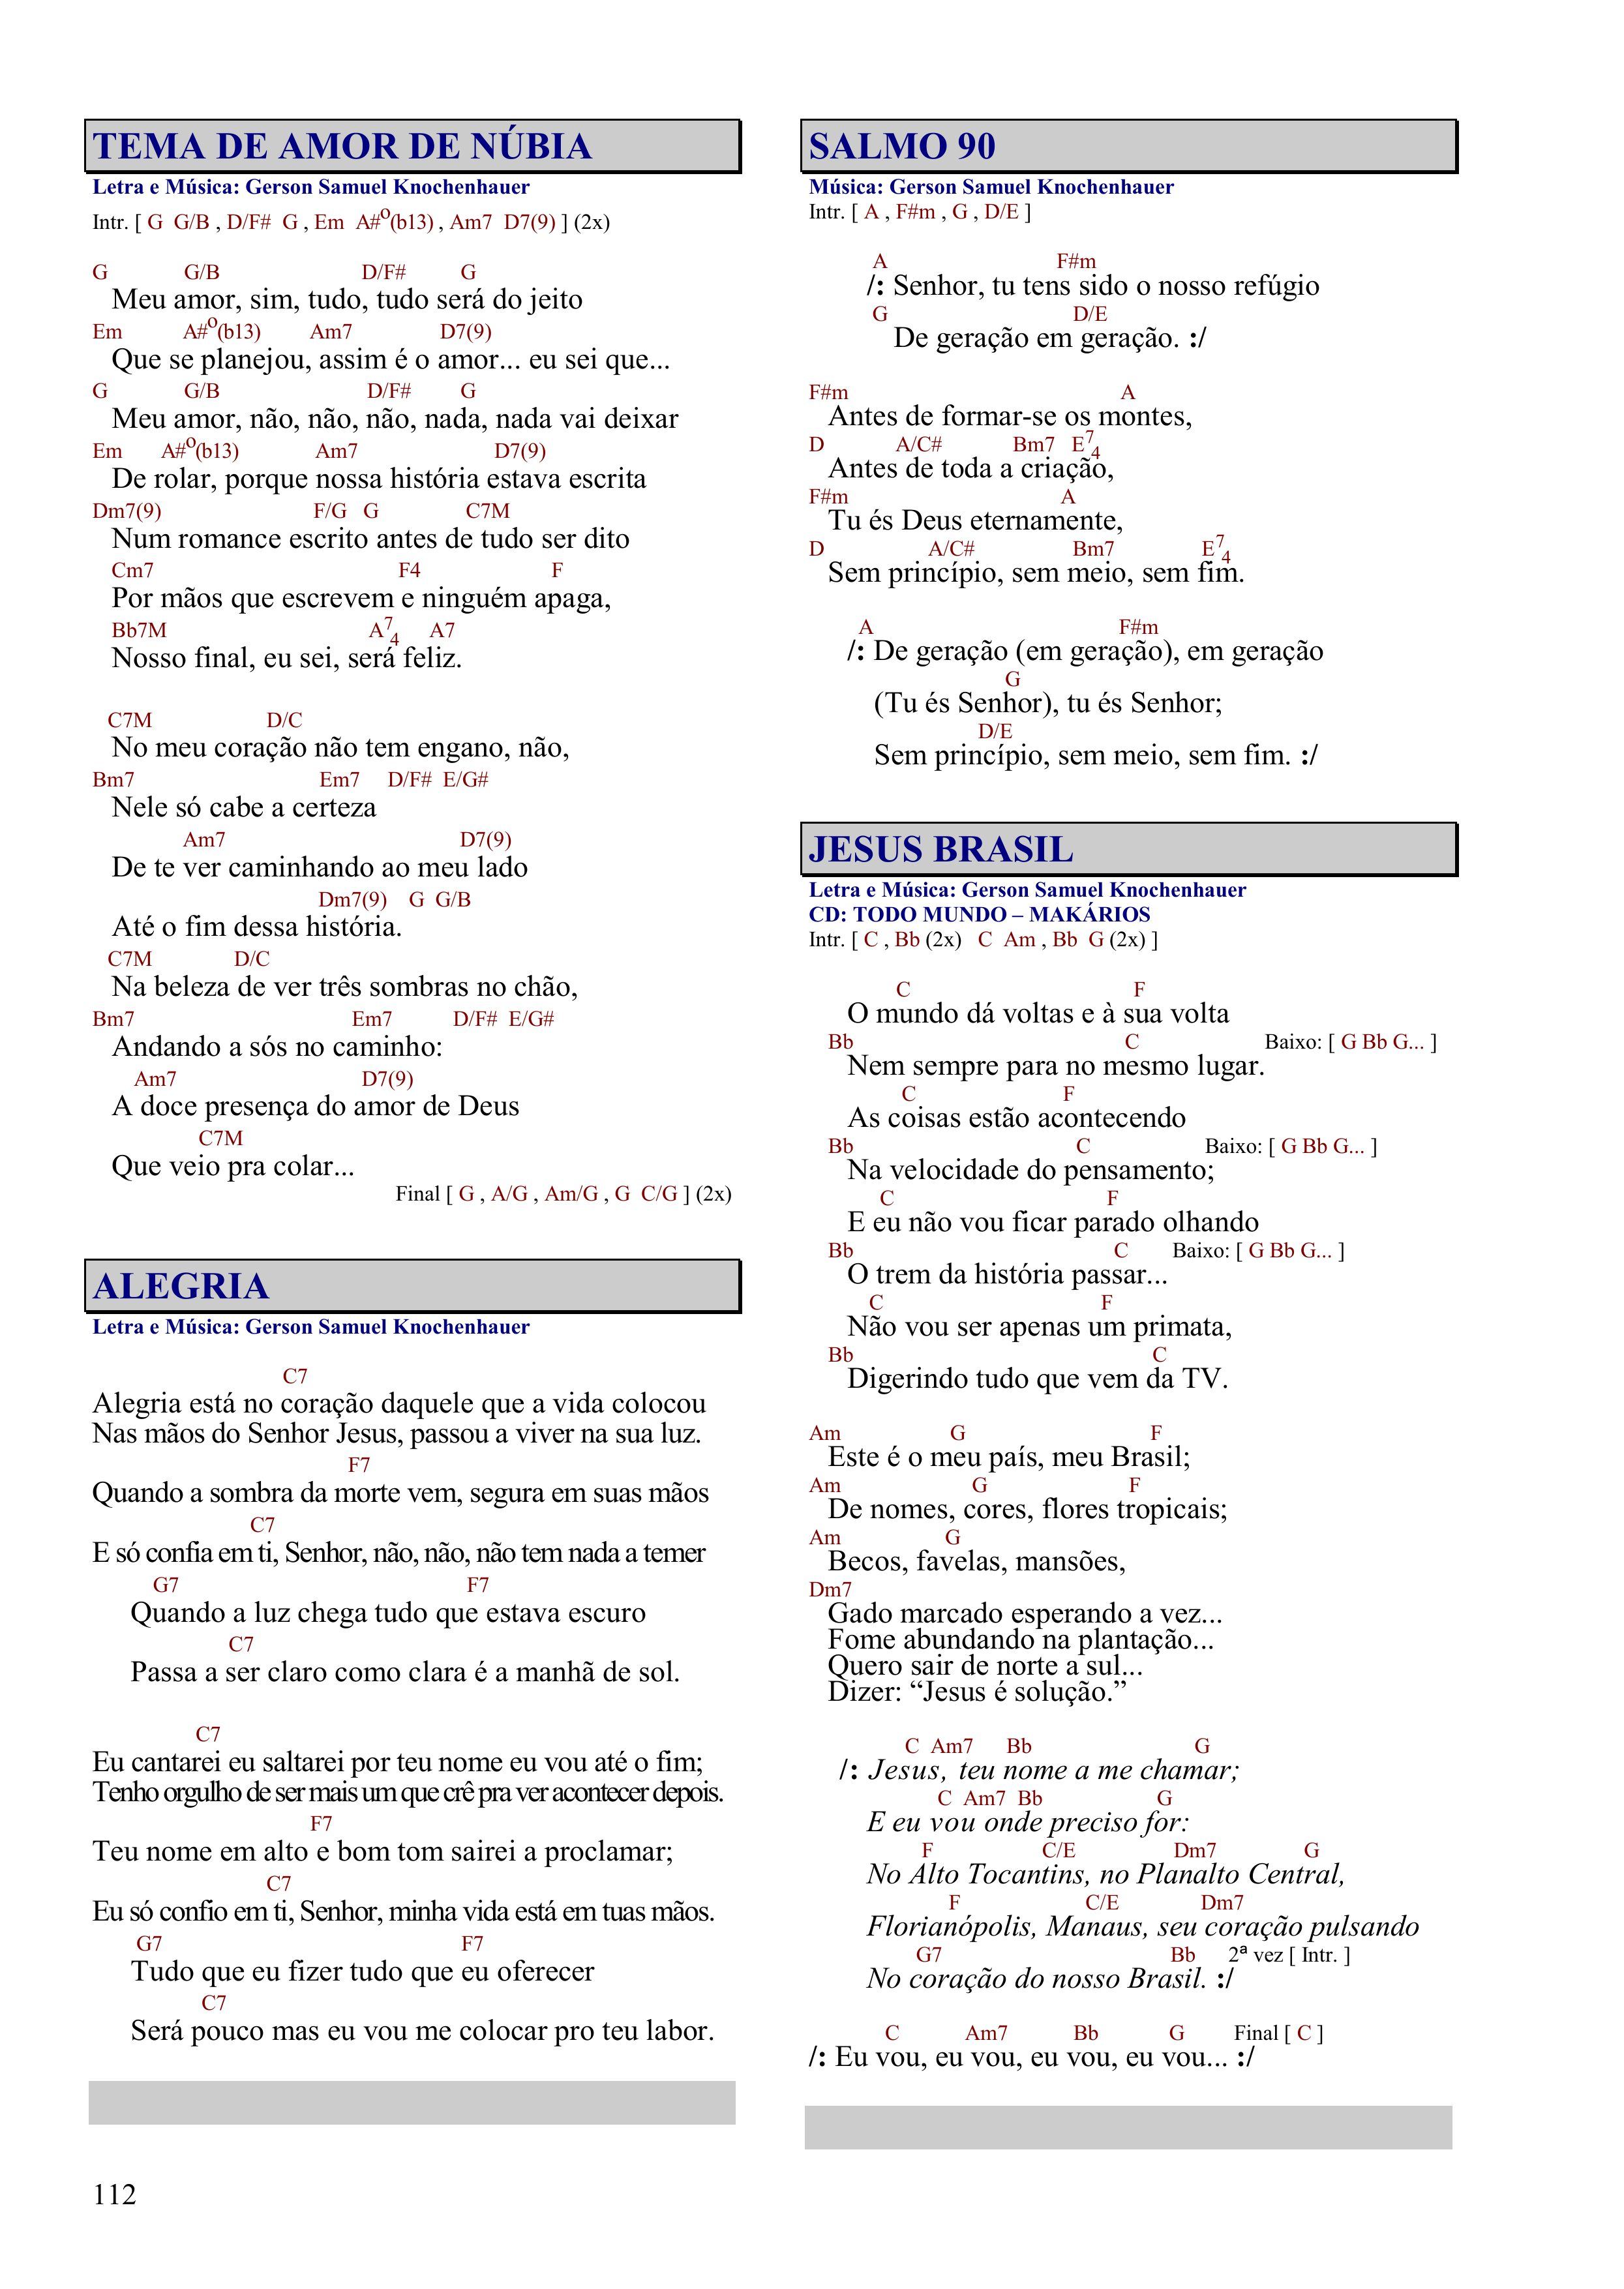 TEMA DE AMOR DE NÚBIA
Letra e Música: Gerson Samuel Knochenhauer
Intr. [ G G/B , D/F# G , Em A#º(b13) , Am7 D7(9) ] (2x)
G G/B D/F# G
Meu amor, sim, tudo, tudo será do jeito
Em A#º(b13) Am7 D7(9)
Que se planejou, assim é o amor... eu sei que...
G G/B D/F# G
Meu amor, não, não, não, nada, nada vai deixar
Em A#º(b13) Am7 D7(9)
De rolar, porque nossa história estava escrita
Dm7(9) F/G G C7M
Num romance escrito antes de tudo ser dito
Cm7 F4 F
Por mãos que escrevem e ninguém apaga,
Bb7M A74 A7
Nosso final, eu sei, será feliz.
C7M D/C
No meu coração não tem engano, não,
Bm7 Em7 D/F# E/G#
Nele só cabe a certeza
Am7 D7(9)
De te ver caminhando ao meu lado
Dm7(9) G G/B
Até o fim dessa história.
C7M D/C
Na beleza de ver três sombras no chão,
Bm7 Em7 D/F# E/G#
Andando a sós no caminho:
Am7 D7(9)
A doce presença do amor de Deus
C7M
Que veio pra colar...
Final [ G , A/G , Am/G , G C/G ] (2x)
ALEGRIA
Letra e Música: Gerson Samuel Knochenhauer
C7
Alegria está no coração daquele que a vida colocou
Nas mãos do Senhor Jesus, passou a viver na sua luz.
F7
Quando a sombra da morte vem, segura em suas mãos
C7
E só confia em ti, Senhor, não, não, não tem nada a temer
G7 F7
Quando a luz chega tudo que estava escuro
C7
Passa a ser claro como clara é a manhã de sol.
C7
Eu cantarei eu saltarei por teu nome eu vou até o fim;
Tenho orgulho de ser mais um que crê pra ver acontecer depois.
F7
Teu nome em alto e bom tom sairei a proclamar;
C7
Eu só confio em ti, Senhor, minha vida está em tuas mãos.
G7 F7
Tudo que eu fizer tudo que eu oferecer
C7
Será pouco mas eu vou me colocar pro teu labor.
112
SALMO 90
Música: Gerson Samuel Knochenhauer
Intr. [ A , F#m , G , D/E ]
A F#m
/: Senhor, tu tens sido o nosso refúgio
G D/E
De geração em geração. :/
F#m A
Antes de formar-se os montes,
D A/C# Bm7 E74
Antes de toda a criação,
F#m A
Tu és Deus eternamente,
D A/C# Bm7 E74
Sem princípio, sem meio, sem fim.
A F#m
/: De geração (em geração), em geração
G
(Tu és Senhor), tu és Senhor;
D/E
Sem princípio, sem meio, sem fim. :/
JESUS BRASIL
Letra e Música: Gerson Samuel Knochenhauer
CD: TODO MUNDO – MAKÁRIOS
Intr. [ C , Bb (2x) C Am , Bb G (2x) ]
C F
O mundo dá voltas e à sua volta
Bb C Baixo: [ G Bb G... ]
Nem sempre para no mesmo lugar.
C F
As coisas estão acontecendo
Bb C Baixo: [ G Bb G... ]
Na velocidade do pensamento;
C F
E eu não vou ficar parado olhando
Bb C Baixo: [ G Bb G... ]
O trem da história passar...
C F
Não vou ser apenas um primata,
Bb C
Digerindo tudo que vem da TV.
Am G F
Este é o meu país, meu Brasil;
Am G F
De nomes, cores, flores tropicais;
Am G
Becos, favelas, mansões,
Dm7
Gado marcado esperando a vez...
Fome abundando na plantação...
Quero sair de norte a sul...
Dizer: “Jesus é solução.”
C Am7 Bb G
/: Jesus, teu nome a me chamar;
C Am7 Bb G
E eu vou onde preciso for:
F C/E Dm7 G
No Alto Tocantins, no Planalto Central,
F C/E Dm7
Florianópolis, Manaus, seu coração pulsando
G7 Bb 2ª vez [ Intr. ]
No coração do nosso Brasil. :/
C Am7 Bb G Final [ C ]
/: Eu vou, eu vou, eu vou, eu vou... :/